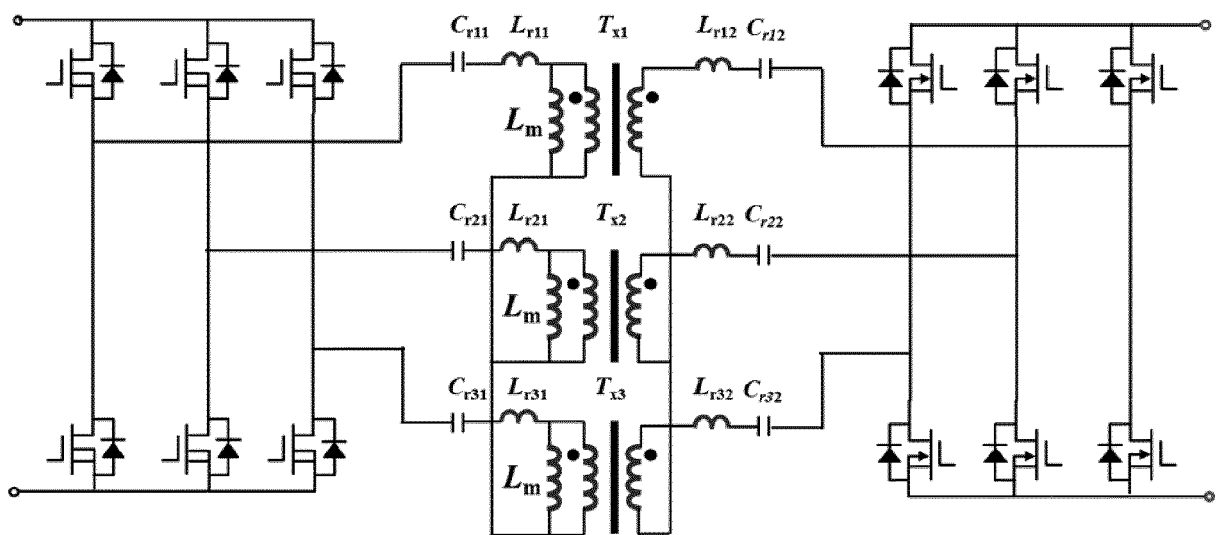 Cr11 Lr11 Tx1 Lr12 Cr12
Lm
Cr21 Lr21 Tx2 Lr22 Cr22
Lm
Cr31 Lr31 Tx3 Lr32 Cr32
Lm